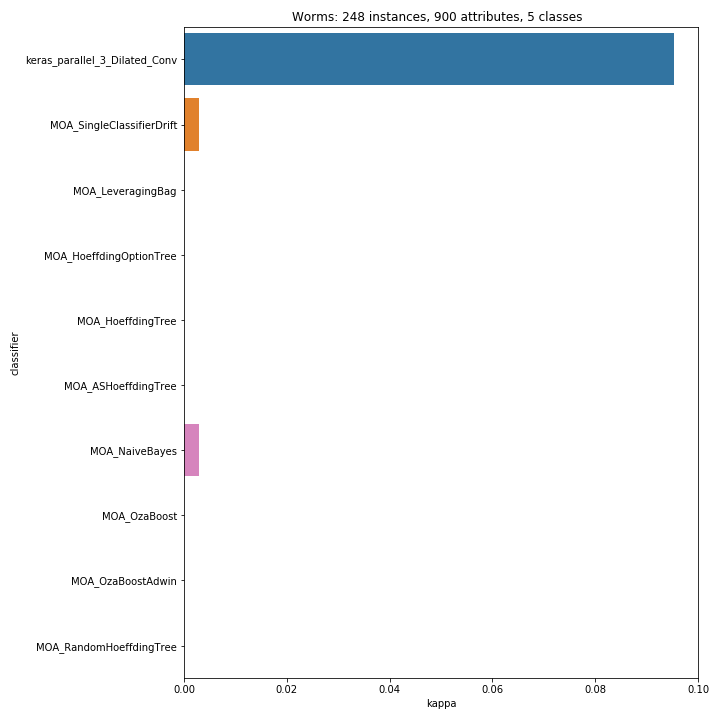 Worms: 248 instances, 900 attributes, 5 classes
keras_parallel_3_Dilated_Conv
MOA_SingleClassifierDrift
MOA_LeveragingBag
MOA_HoeffdingOptionTree
MOA_HoeffdingTree
MOA_ASHoeffdingTree
MOA_NaiveBayes
MOA_OzaBoost
MOA_OzaBoostAdwin
MOA_RandomHoeffdingTree
classifier
0.00 0.02 0.04 0.06 0.08 0.10
kappa